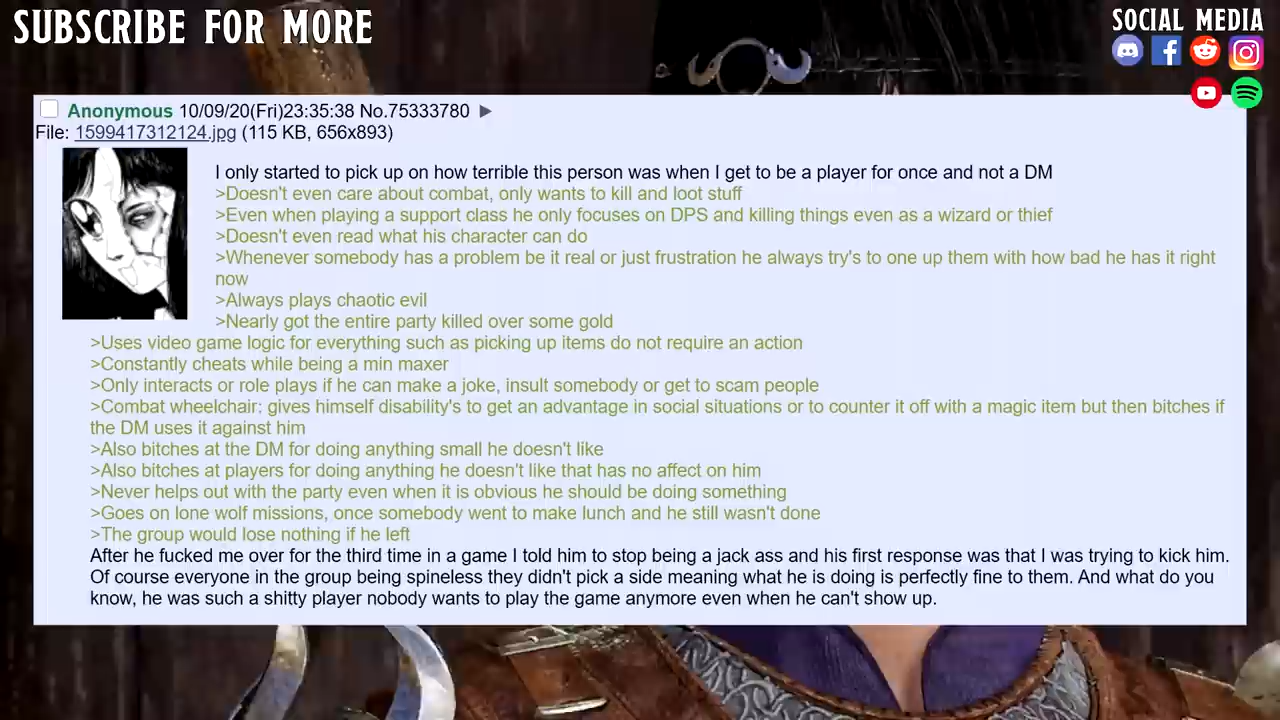 SUBSCRIBE FOR MORE
SOCIAL MEDIA
Anonymous 10/09/20(Fri)23:35:38 No.75333780 ▶
File: 1599417312124.jpg (115 KB, 656x893)
I only started to pick up on how terrible this person was when I get to be a player for once and not a DM
>Doesn't even care about combat, only wants to kill and loot stuff
>Even when playing a support class he only focuses on DPS and killing things even as a wizard or thief
>Doesn't even read what his character can do
>Whenever somebody has a problem be it real or just frustration he always try's to one up them with how bad he has it right
now
>Always plays chaotic evil
>Nearly got the entire party killed over some gold
>Uses video game logic for everything such as picking up items do not require an action
>Constantly cheats while being a min maxer
>Only interacts or role plays if he can make a joke, insult somebody or get to scam people
>Combat wheelchair: gives himself disability's to get an advantage in social situations or to counter it off with a magic item but then bitches if
the DM uses it against him
>Also bitches at the DM for doing anything small he doesn't like
>Also bitches at players for doing anything he doesn't like that has no affect on him
>Never helps out with the party even when it is obvious he should be doing something
>Goes on lone wolf missions, once somebody went to make lunch and he still wasn't done
>The group would lose nothing if he left
After he fucked me over for the third time in a game I told him to stop being a jack ass and his first response was that I was trying to kick him.
Of course everyone in the group being spineless they didn't pick a side meaning what he is doing is perfectly fine to them. And what do you
know, he was such a shitty player nobody wants to play the game anymore even when he can't show up.